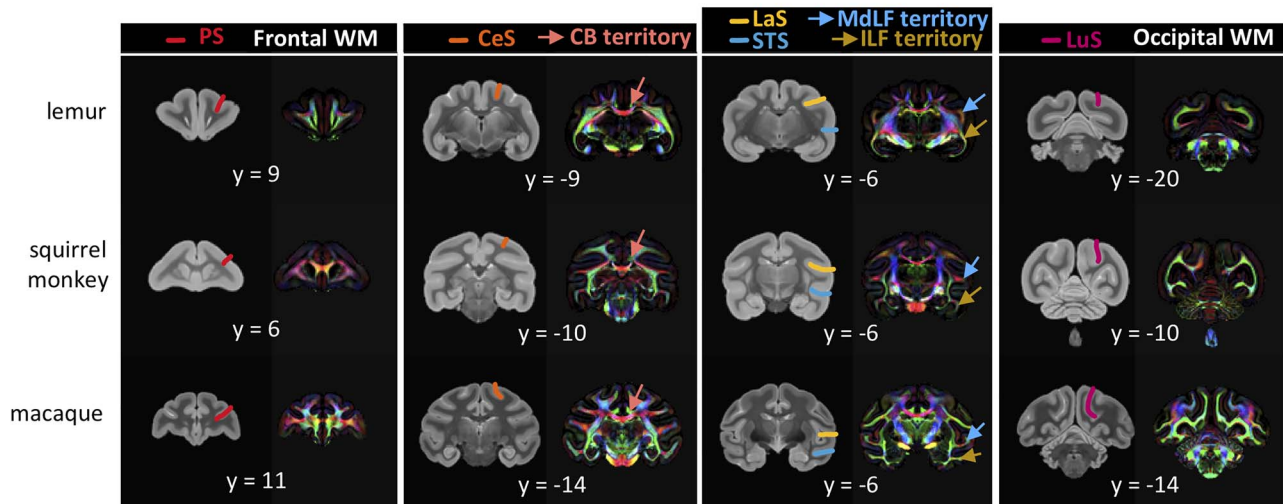 PS Frontal WM
CeS CB territory
LaS MdLF territory
STS ILF territory
LuS Occipital WM
lemur
y = 9
y = -9
y = -6
y = -20
squirrel
monkey
y = 6
y = -10
y = -6
y = -10
macaque
y = 11
y = -14
y = -6
y = -14